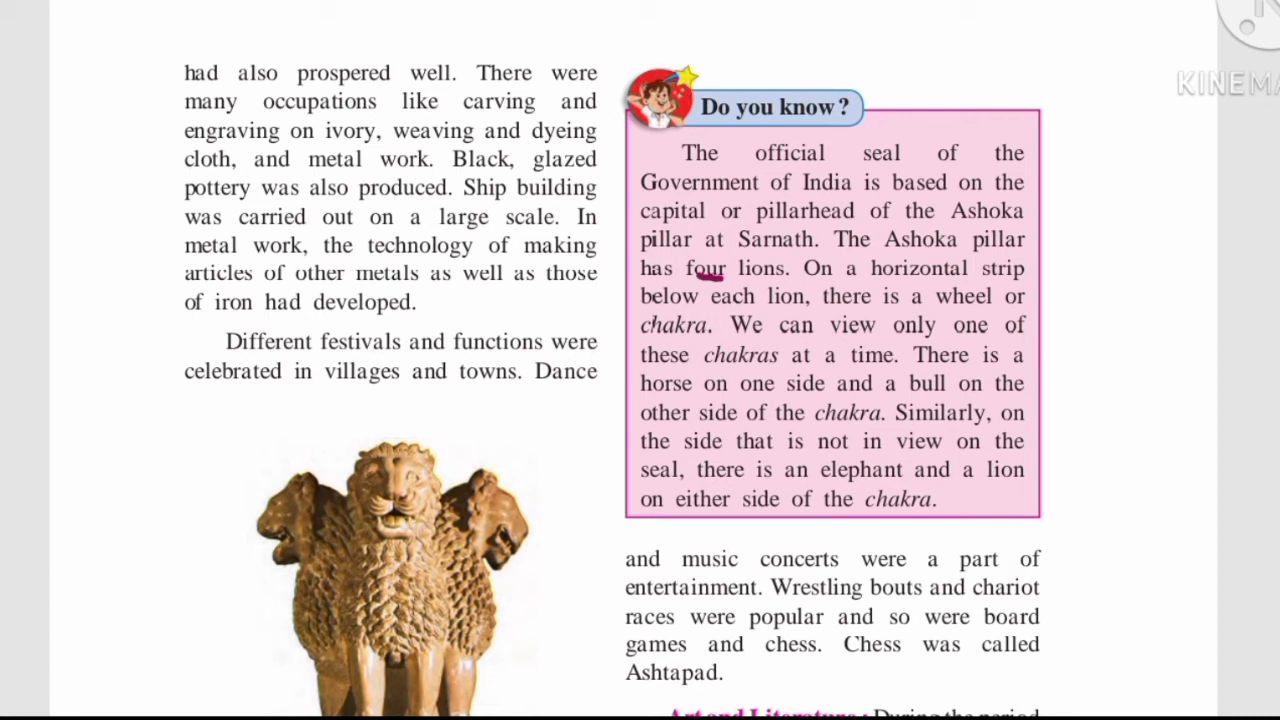 had also prospered well. There were
many occupations like carving and
engraving on ivory, weaving and dyeing
cloth, and metal work. Black, glazed
pottery was also produced. Ship building
was carried out on a large scale. In
metal work, the technology of making
articles of other metals as well as those
of iron had developed.
Different festivals and functions were
celebrated in villages and towns. Dance
Do you know?
The official seal of the
Government of India is based on the
capital or pillarhead of the Ashoka
pillar at Sarnath. The Ashoka pillar
has four lions. On a horizontal strip
below each lion, there is a wheel or
chakra. We can view only one of
these chakras at a time. There is a
horse on one side and a bull on the
other side of the chakra. Similarly, on
the side that is not in view on the
seal, there is an elephant and a lion
on either side of the chakra.
and music concerts were a part of
entertainment. Wrestling bouts and chariot
races were popular and so were board
games and chess. Chess was called
Ashtapad.
Art and Literature : During the period
KINEMA